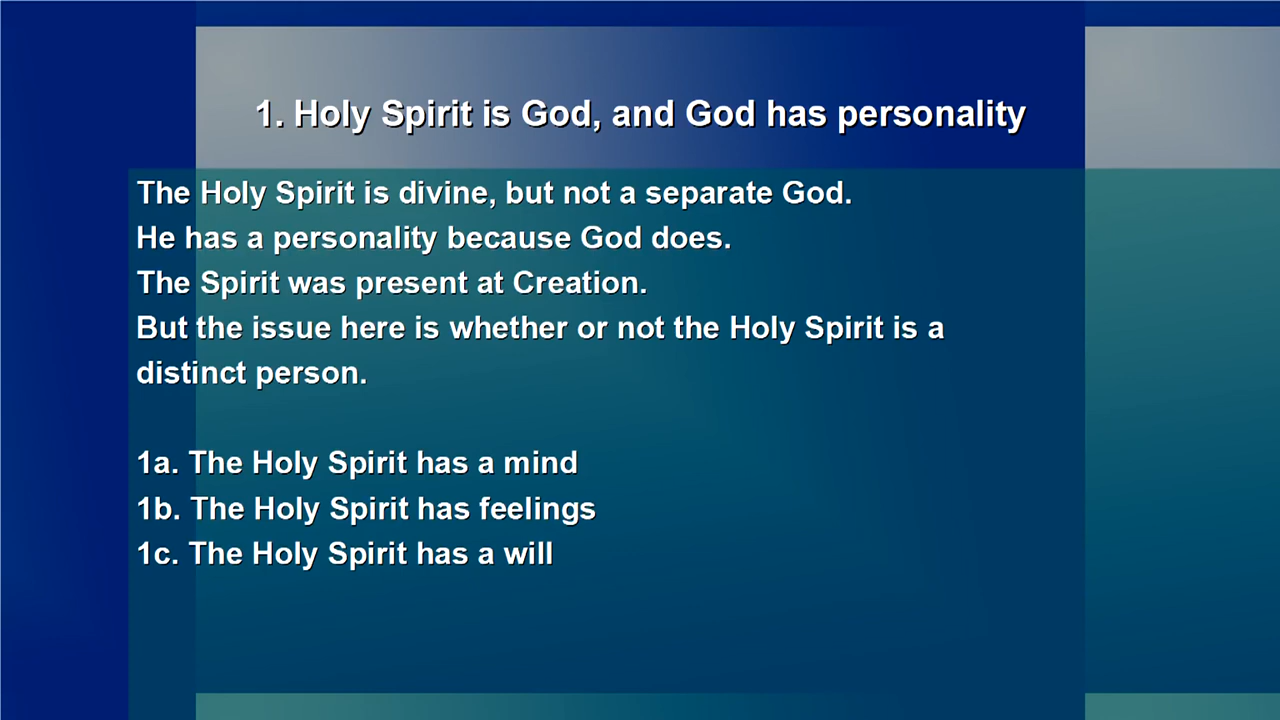 1. Holy Spirit is God, and God has personality
The Holy Spirit is divine, but not a separate God.
He has a personality because God does.
The Spirit was present at Creation.
But the issue here is whether or not the Holy Spirit is a
distinct person.
1a. The Holy Spirit has a mind
1b. The Holy Spirit has feelings
1c. The Holy Spirit has a will